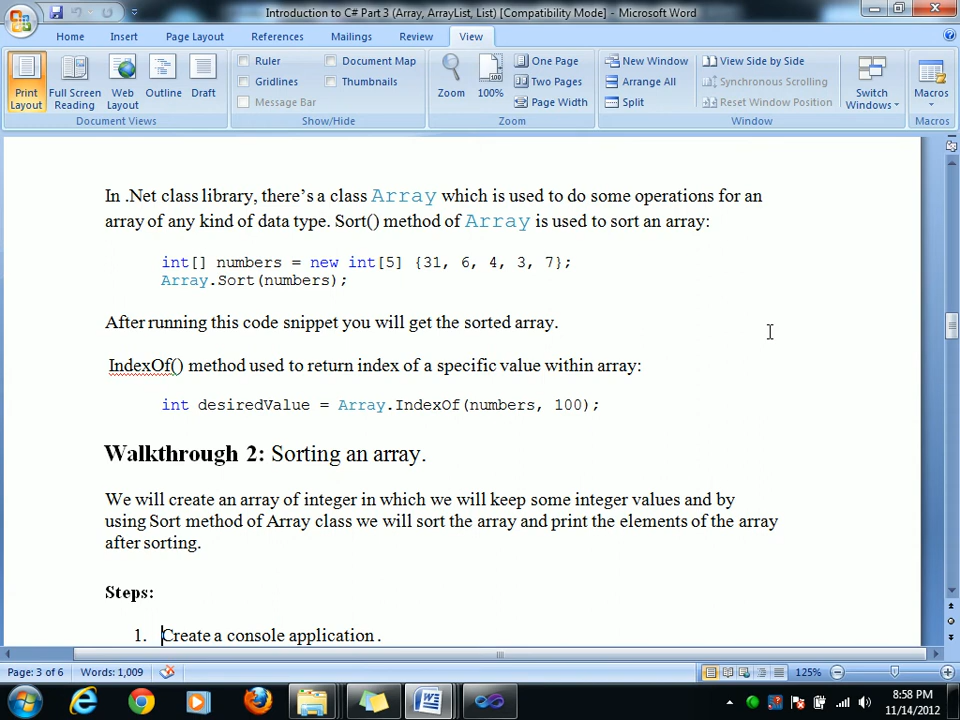 Introduction to C# Part 3 (Array, ArrayList, List) [Compatibility Mode] - Microsoft Word
Home Insert Page Layout References Mailings Review View
Print Layout
Full Screen Reading
Web Layout
Outline
Draft
Document Views
Ruler
Gridlines
Message Bar
Document Map
Thumbnails
Show/Hide
Zoom
100%
One Page
Two Pages
Page Width
Zoom
New Window
Arrange All
Split
View Side by Side
Synchronous Scrolling
Reset Window Position
Window
Switch Windows
Macros
Macros
In .Net class library, there's a class Array which is used to do some operations for an
array of any kind of data type. Sort() method of Array is used to sort an array:
int[] numbers = new int[5] {31, 6, 4, 3, 7};
Array.Sort(numbers);
After running this code snippet you will get the sorted array.
IndexOf() method used to return index of a specific value within array:
int desiredValue = Array.IndexOf(numbers, 100);
Walkthrough 2: Sorting an array.
We will create an array of integer in which we will keep some integer values and by
using Sort method of Array class we will sort the array and print the elements of the array
after sorting.
Steps:
1. Create a console application.
Page: 3 of 6 Words: 1,009 125%
8:58 PM
11/14/2012